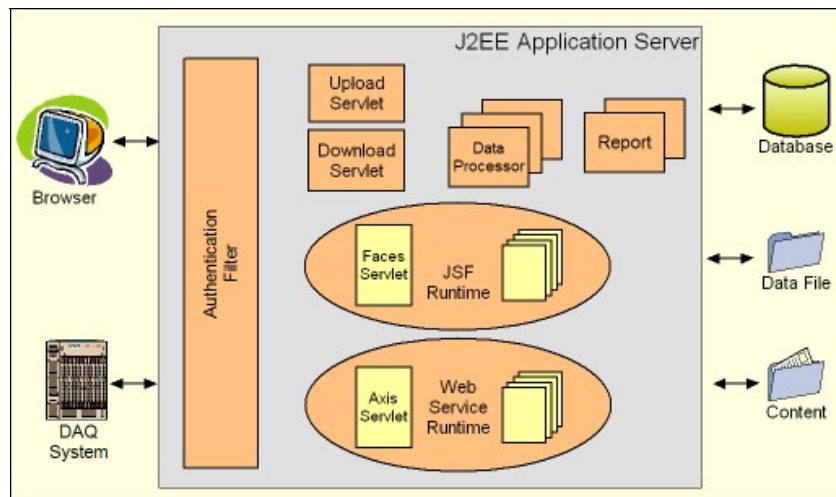 J2EE Application Server
Browser
DAQ
System
Authentication
Filter
Upload
Servlet
Download
Servlet
Data
Processor
Report
Faces
Servlet
JSF
Runtime
Axis
Servlet
Web
Service
Runtime
Database
Data File
Content